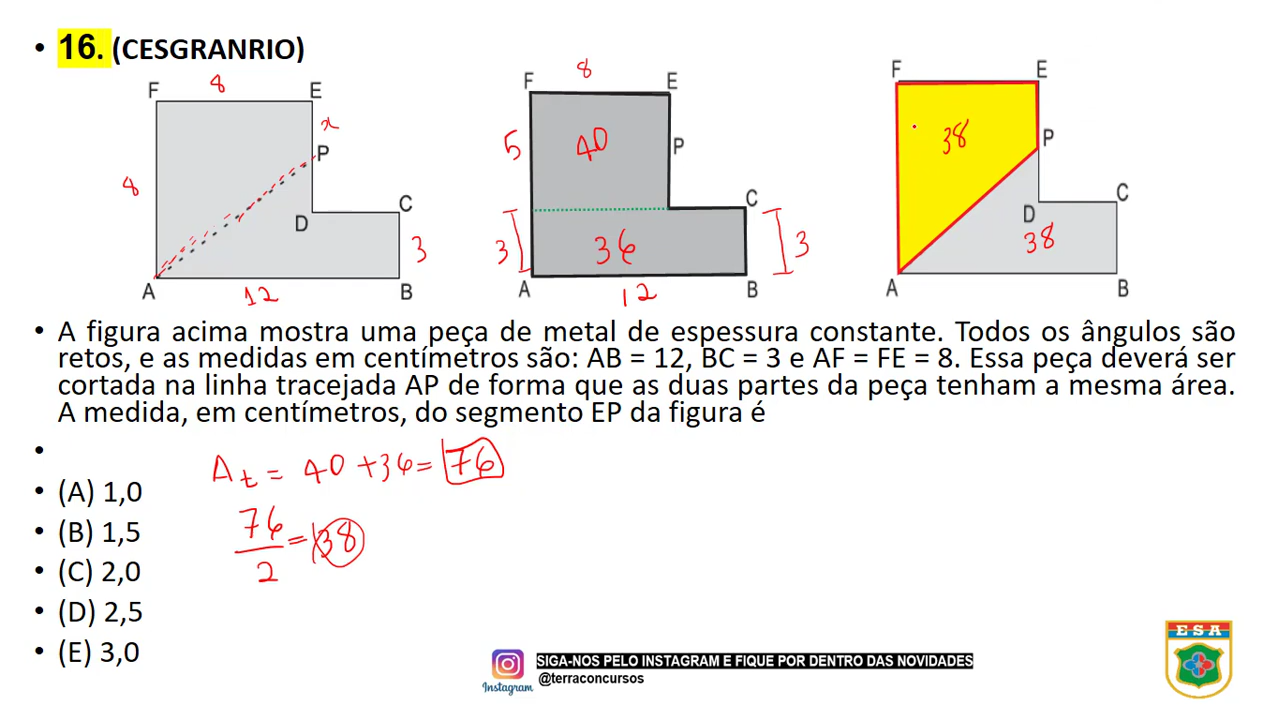 • 16. (CESGRANRIO)
8
F E
x
P
8
D
C
3
A B
12
8
F E
5
40
P
C
3
36
3
A B
12
F E
38
P
C
D
38
A B
• A figura acima mostra uma peça de metal de espessura constante. Todos os ângulos são
retos, e as medidas em centímetros são: AB = 12, BC = 3 e AF = FE = 8. Essa peça deverá ser
cortada na linha tracejada AP de forma que as duas partes da peça tenham a mesma área.
A medida, em centímetros, do segmento EP da figura é
•
At = 40 + 36 = 76
• (A) 1,0
76/2 = 38
• (B) 1,5
• (C) 2,0
• (D) 2,5
• (E) 3,0
ESA
Instagram
SIGA-NOS PELO INSTAGRAM E FIQUE POR DENTRO DAS NOVIDADES
@terraconcursos